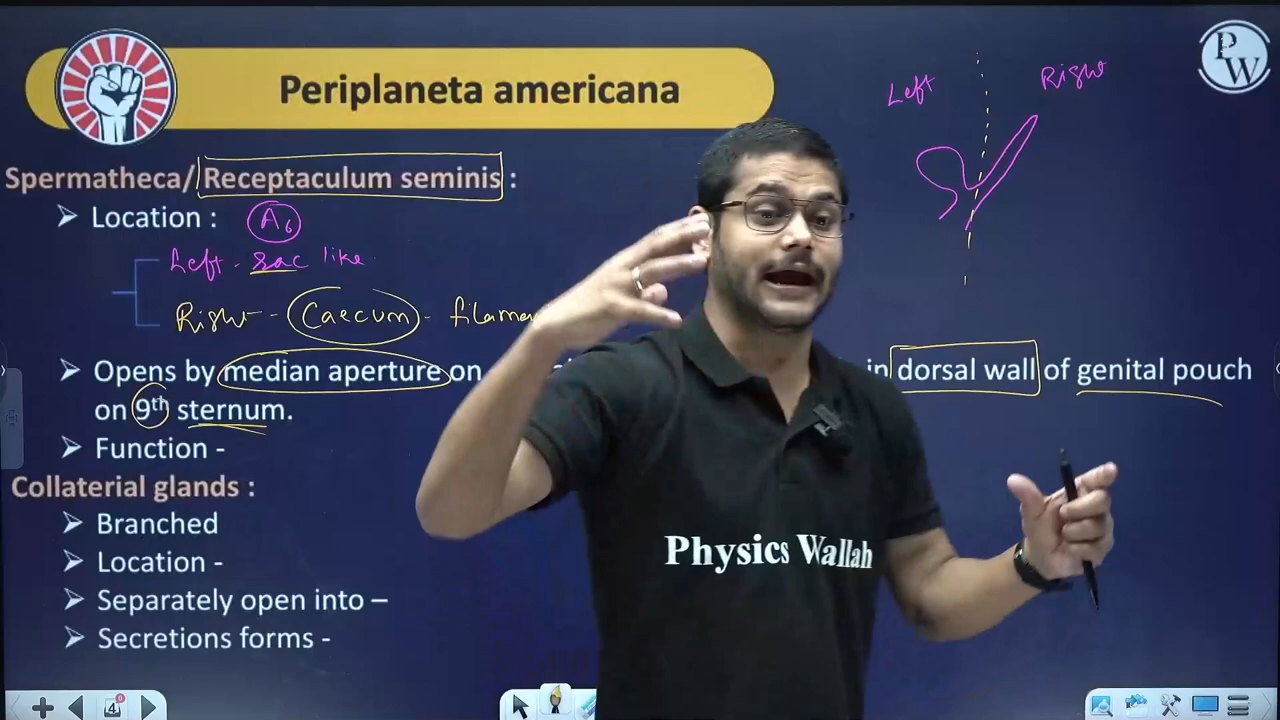 Periplaneta americana
PW
Left
Right
Spermatheca/ Receptaculum seminis :
➤ Location : A6
Left - sac like
Right - Caecum - filamen
➤ Opens by median aperture on in dorsal wall of genital pouch
on 9th sternum.
➤ Function -
Collaterial glands :
➤ Branched
➤ Location -
➤ Separately open into –
➤ Secretions forms -
Physics Wallah
4